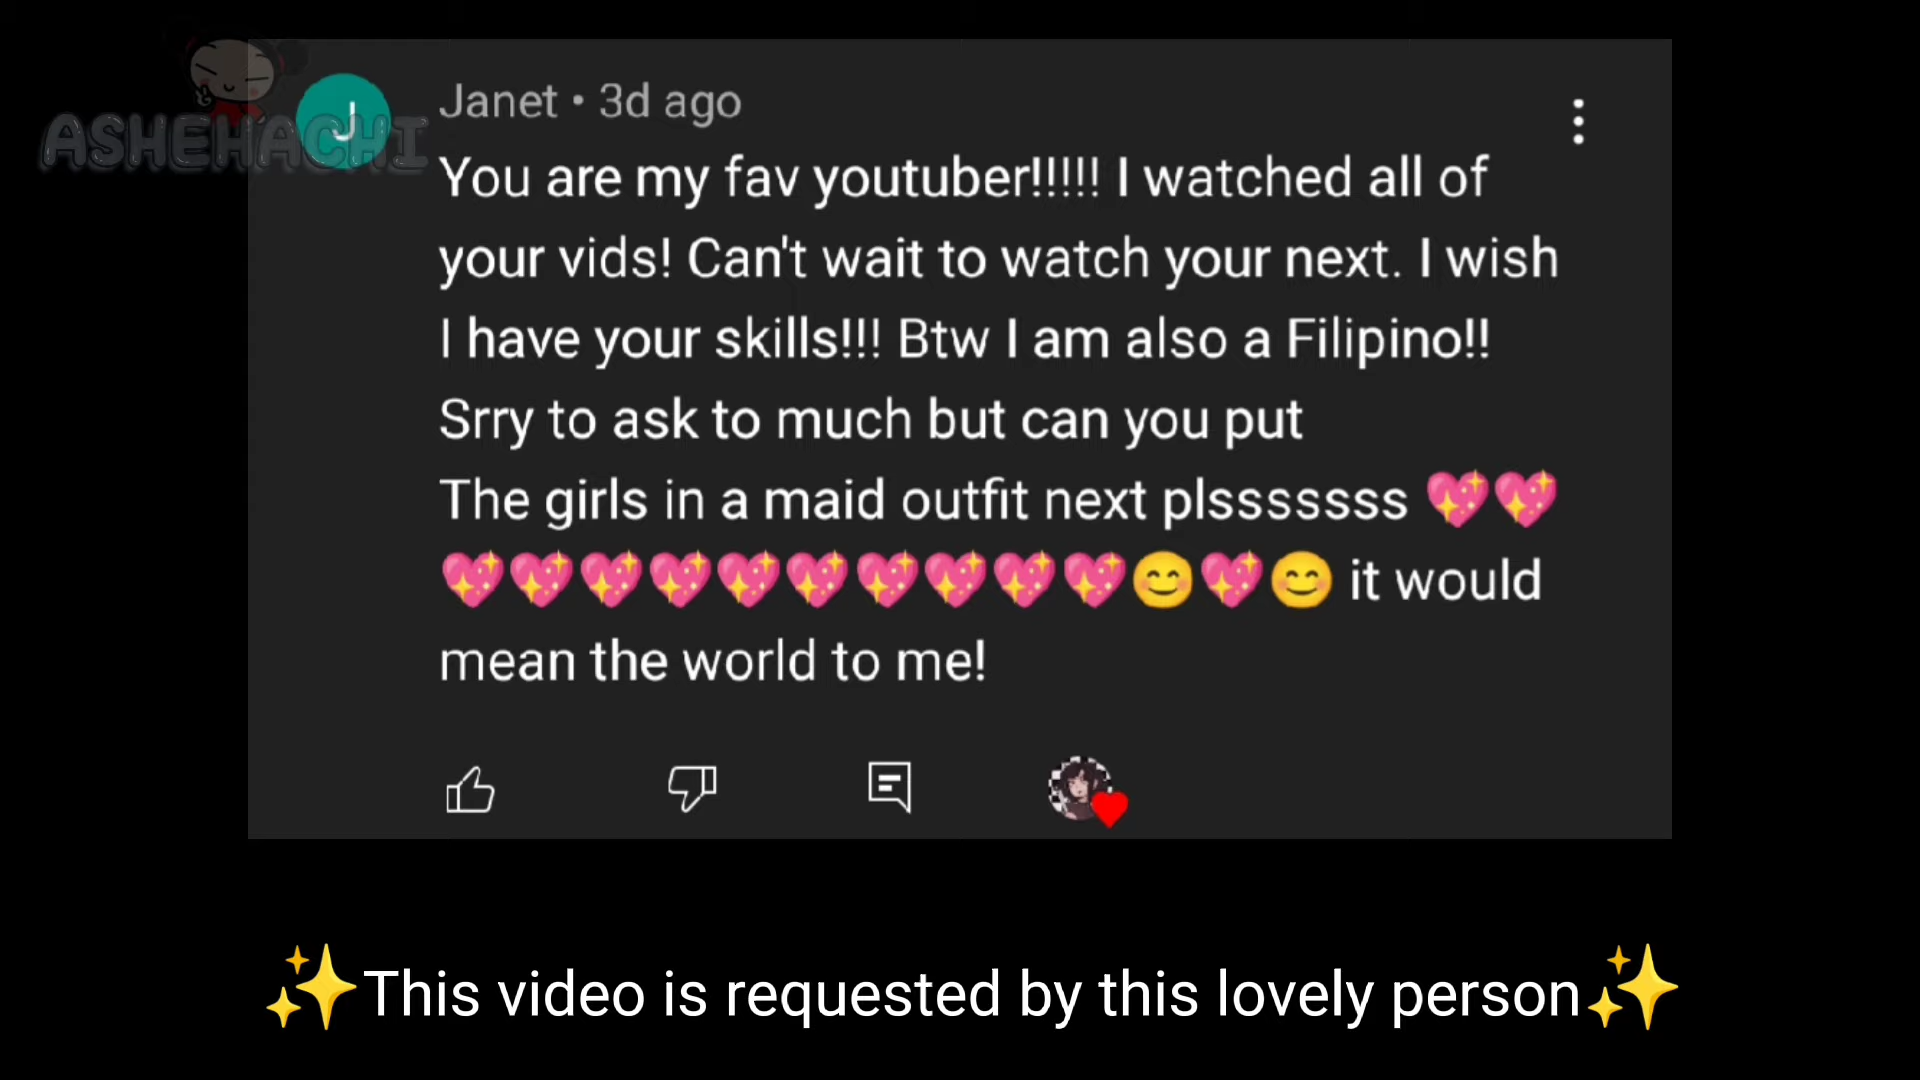 ASHEHACHI
J
Janet • 3d ago
You are my fav youtuber!!!!! I watched all of
your vids! Can't wait to watch your next. I wish
I have your skills!!! Btw I am also a Filipino!!
Srry to ask to much but can you put
The girls in a maid outfit next plsssssss 💖💖
💖💖💖💖💖💖💖💖💖💖😊💖😊 it would
mean the world to me!
✨This video is requested by this lovely person✨